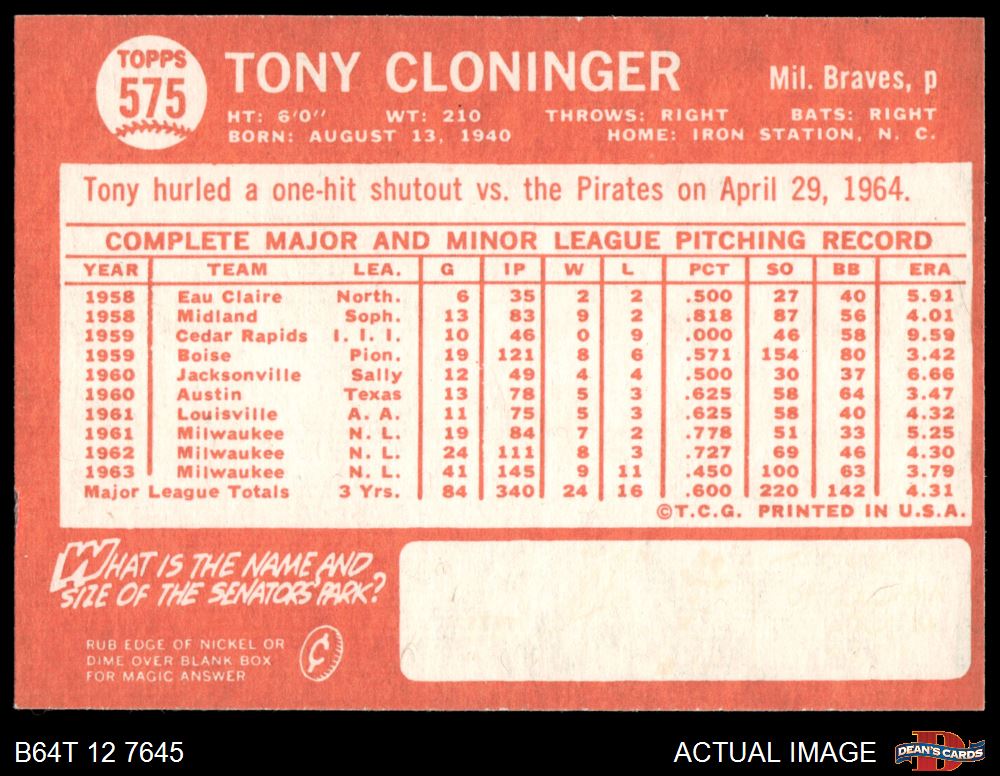 TOPPS
575
TONY CLONINGER Mil. Braves, p
HT: 6'0" WT: 210 THROWS: RIGHT BATS: RIGHT
BORN: AUGUST 13, 1940 HOME: IRON STATION, N. C.
Tony hurled a one-hit shutout vs. the Pirates on April 29, 1964.
COMPLETE MAJOR AND MINOR LEAGUE PITCHING RECORD
YEAR TEAM LEA. G IP W L PCT SO BB ERA
1958 Eau Claire North. 6 35 2 2 .500 27 40 5.91
1958 Midland Soph. 13 83 9 2 .818 87 56 4.01
1959 Cedar Rapids I. I. I. 10 46 0 9 .000 46 58 9.59
1959 Boise Pion. 19 121 8 6 .571 154 80 3.42
1960 Jacksonville Sally 12 49 4 4 .500 30 37 6.66
1960 Austin Texas 13 78 5 3 .625 58 64 3.47
1961 Louisville A. A. 11 75 5 3 .625 58 40 4.32
1961 Milwaukee N. L. 19 84 7 2 .778 51 33 5.25
1962 Milwaukee N. L. 24 111 8 3 .727 69 46 4.30
1963 Milwaukee N. L. 41 145 9 11 .450 100 63 3.79
Major League Totals 3 Yrs. 84 340 24 16 .600 220 142 4.31
©T.C.G. PRINTED IN U.S.A.
WHAT IS THE NAME AND
SIZE OF THE SENATORS PARK?
RUB EDGE OF NICKEL OR
DIME OVER BLANK BOX
FOR MAGIC ANSWER
B64T 12 7645 ACTUAL IMAGE DEAN'S CARDS